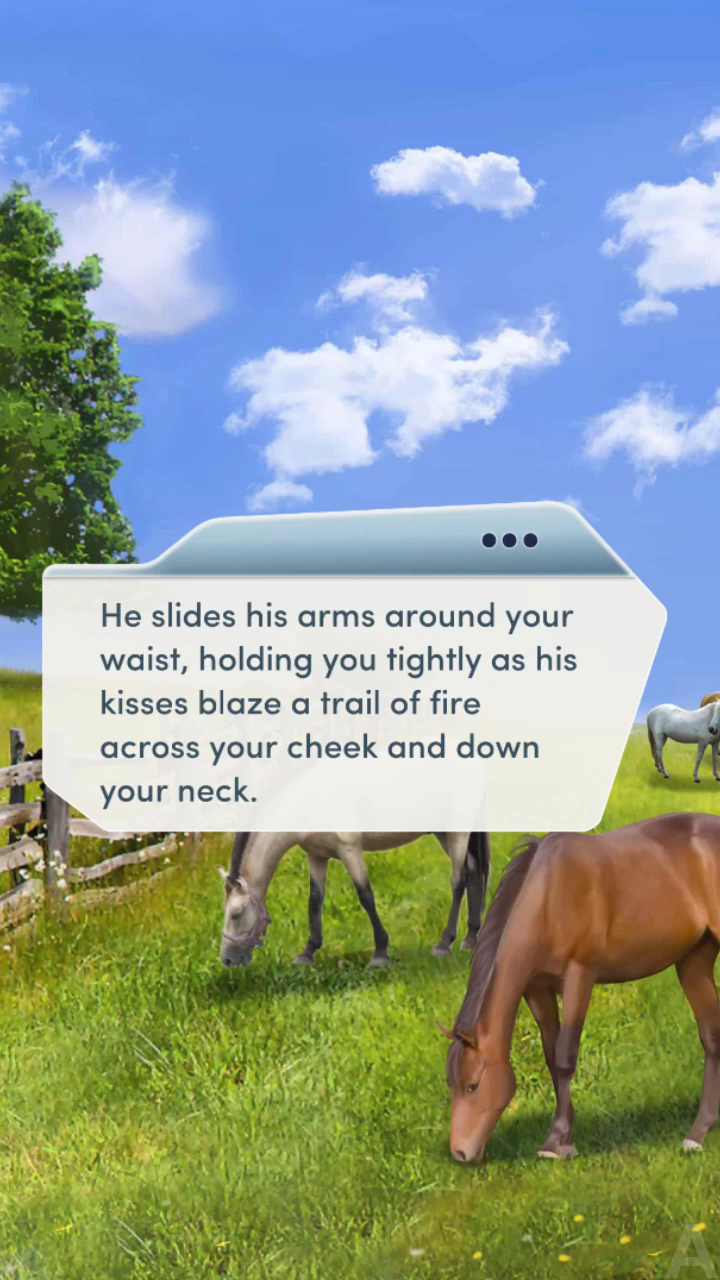 He slides his arms around your
waist, holding you tightly as his
kisses blaze a trail of fire
across your cheek and down
your neck.
A